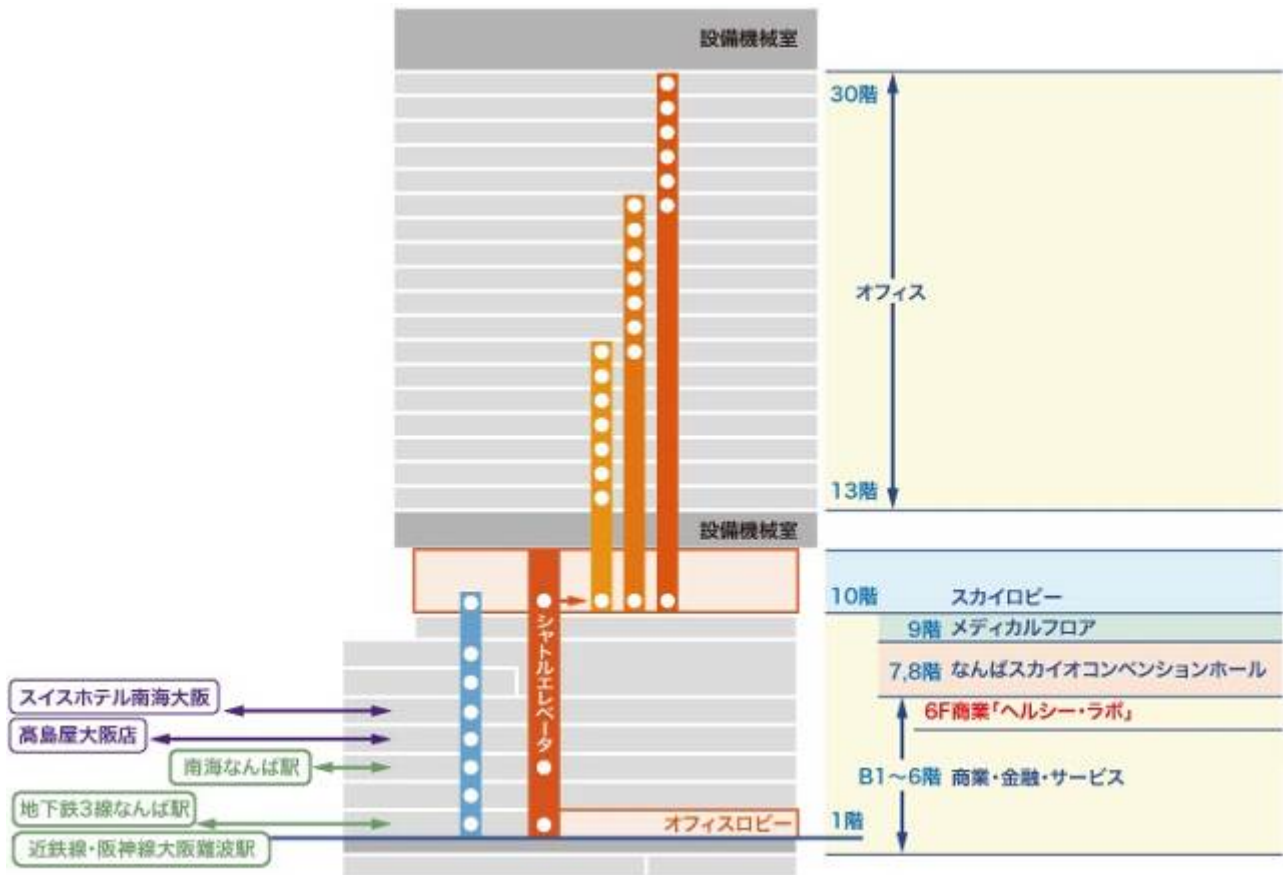 設備機械室
30階
オフィス
13階
設備機械室
10階 スカイロビー
9階 メディカルフロア
7,8階 なんばスカイオコンベンションホール
6F商業「ヘルシー・ラボ」
B1～6階 商業・金融・サービス
1階
シャトルエレベータ
オフィスロビー
スイスホテル南海大阪
髙島屋大阪店
南海なんば駅
地下鉄3線なんば駅
近鉄線・阪神線大阪難波駅